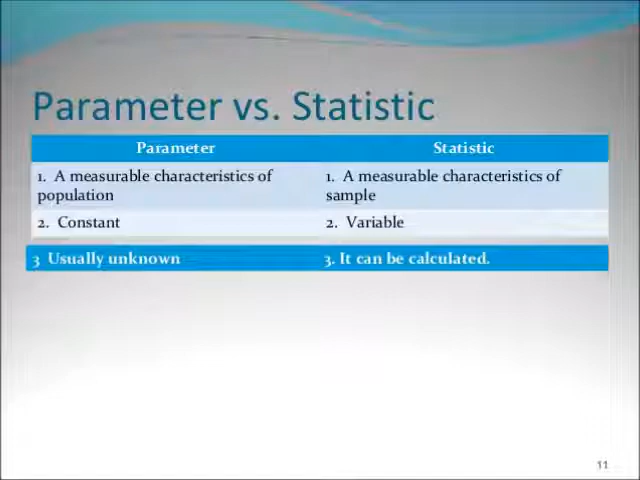 Parameter vs. Statistic
Parameter Statistic
1. A measurable characteristics of population 1. A measurable characteristics of sample
2. Constant 2. Variable
3 Usually unknown 3. It can be calculated.
11